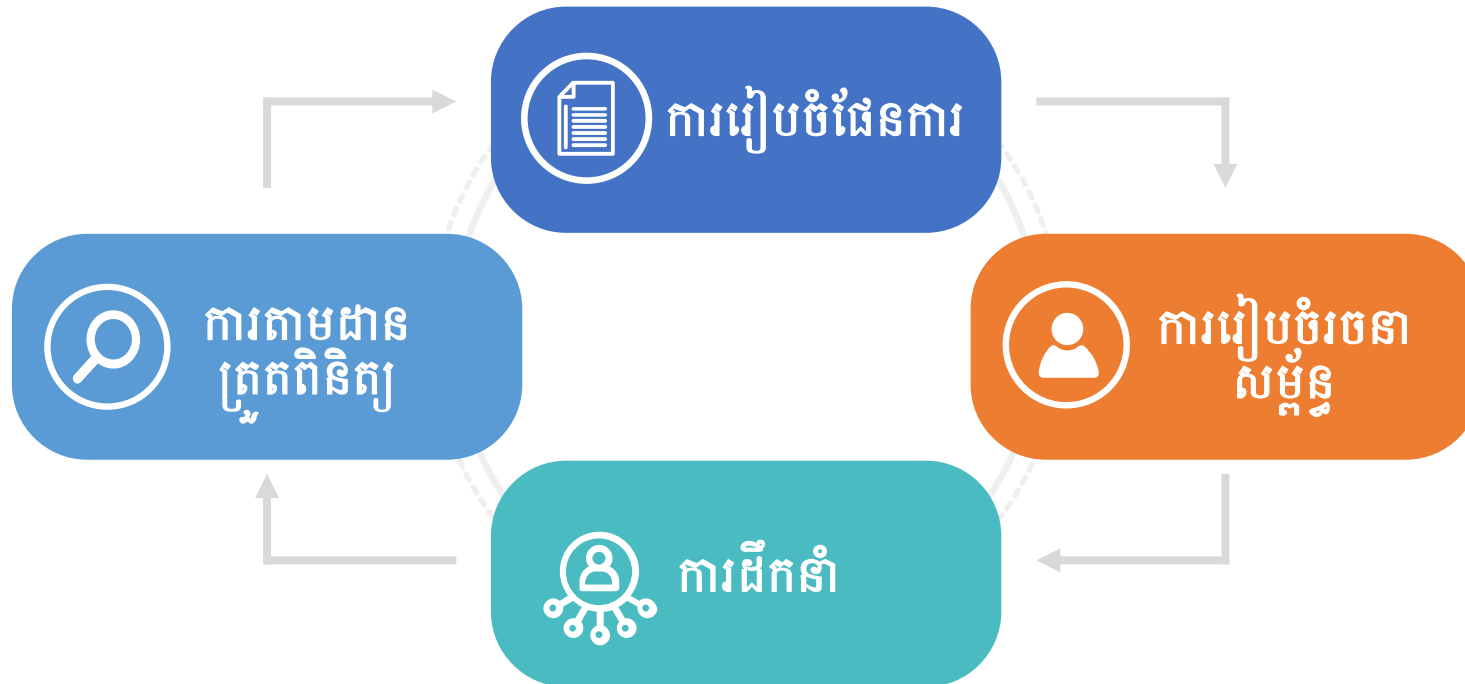 ការរៀបចំផែនការ
ការតាមដាន
ត្រួតពិនិត្យ
ការរៀបចំរចនា
សម្ព័ន្ធ
ការដឹកនាំ